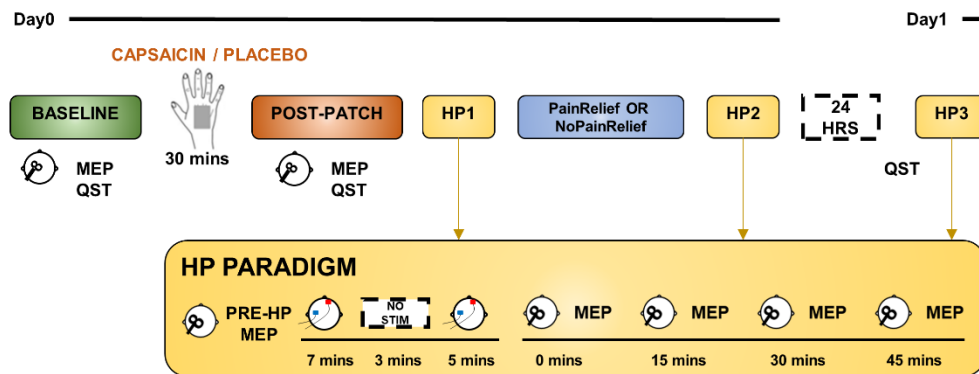 Day0
Day1
CAPSAICIN / PLACEBO
BASELINE
POST-PATCH
HP1
PainRelief OR
NoPainRelief
HP2
24
HRS
HP3
30 mins
MEP
QST
MEP
QST
QST
HP PARADIGM
PRE-HP
MEP
NO
STIM
MEP
MEP
MEP
MEP
7 mins
3 mins
5 mins
0 mins
15 mins
30 mins
45 mins